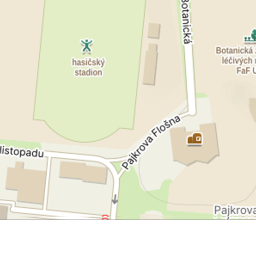 Botanická
hasičský
stadion
Botanická
léčivých
FaF U
Pajkrova Flošna
listopadu
Pajkrova